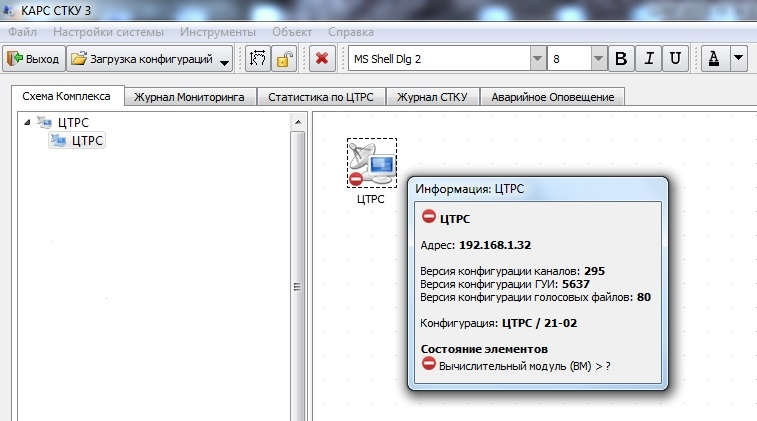 КАРС СТКУ 3
Файл Настройки системы Инструменты Объект Справка
Выход Загрузка конфигураций MS Shell Dlg 2 8 B I U A
Схема Комплекса Журнал Мониторинга Статистика по ЦТРС Журнал СТКУ Аварийное Оповещение
ЦТРС
ЦТРС
ЦТРС
Информация: ЦТРС
ЦТРС
Адрес: 192.168.1.32
Версия конфигурации каналов: 295
Версия конфигурации ГУИ: 5637
Версия конфигурации голосовых файлов: 80
Конфигурация: ЦТРС / 21-02
Состояние элементов
Вычислительный модуль (ВМ) > ?